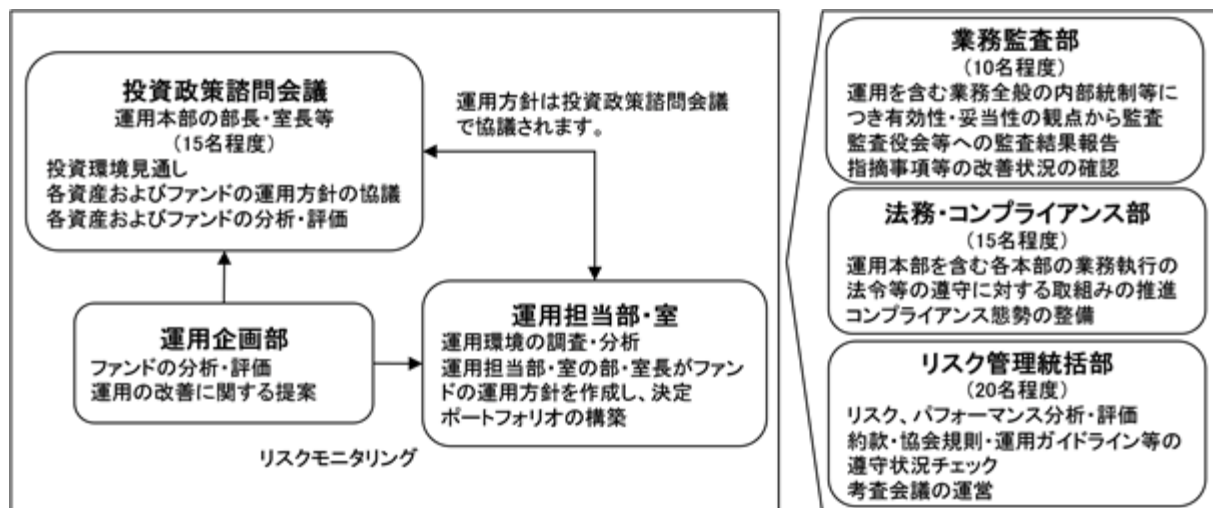 投資政策諮問会議
運用本部の部長・室長等
(15名程度)
投資環境見通し
各資産およびファンドの運用方針の協議
各資産およびファンドの分析・評価
運用方針は投資政策諮問会議
で協議されます。
運用企画部
ファンドの分析・評価
運用の改善に関する提案
運用担当部・室
運用環境の調査・分析
運用担当部・室の部・室長がファン
ドの運用方針を作成し、決定
ポートフォリオの構築
リスクモニタリング
業務監査部
(10名程度)
運用を含む業務全般の内部統制等に
つき有効性・妥当性の観点から監査
監査役会等への監査結果報告
指摘事項等の改善状況の確認
法務・コンプライアンス部
(15名程度)
運用本部を含む各本部の業務執行の
法令等の遵守に対する取組みの推進
コンプライアンス態勢の整備
リスク管理統括部
(20名程度)
リスク、パフォーマンス分析・評価
約款・協会規則・運用ガイドライン等の
遵守状況チェック
考査会議の運営